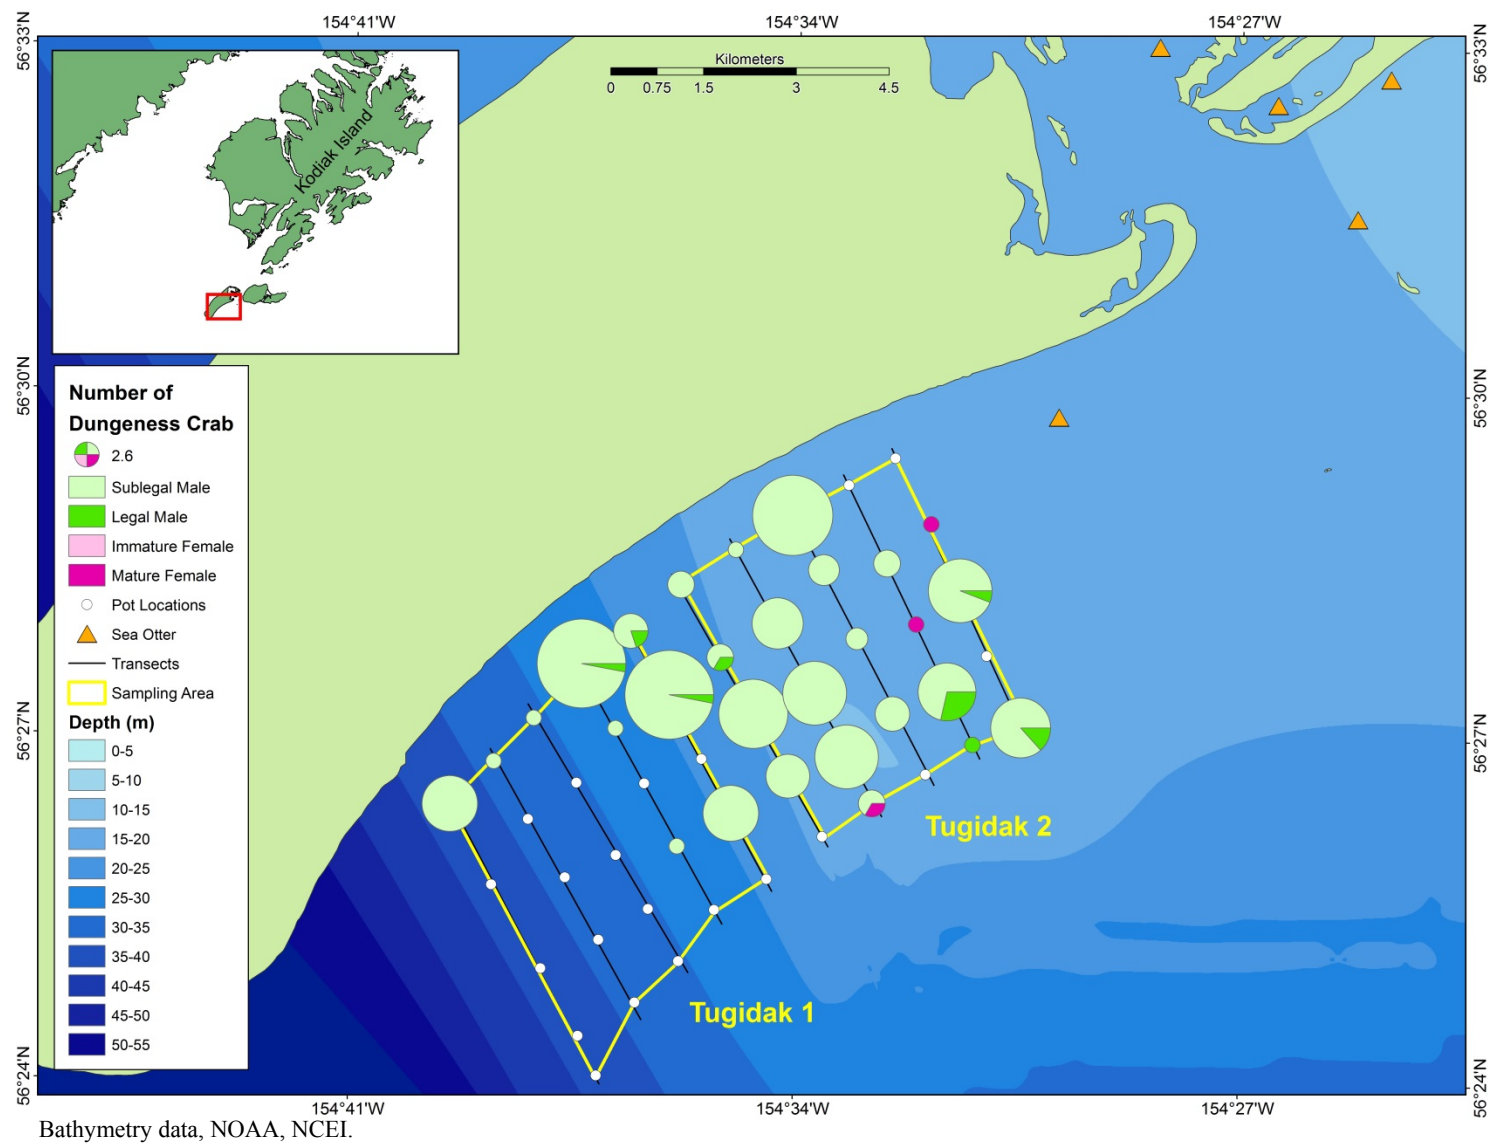 154°41'W 154°34'W 154°27'W
56°33'N 56°33'N
Kilometers
0 0.75 1.5 3 4.5
Kodiak Island
56°30'N 56°30'N
Number of
Dungeness Crab
2.6
Sublegal Male
Legal Male
Immature Female
Mature Female
Pot Locations
Sea Otter
Transects
Sampling Area
Depth (m)
0-5
5-10
10-15
15-20
20-25
25-30
30-35
35-40
40-45
45-50
50-55
56°27'N 56°27'N
Tugidak 2
Tugidak 1
56°24'N 56°24'N
154°41'W 154°34'W 154°27'W
Bathymetry data, NOAA, NCEI.